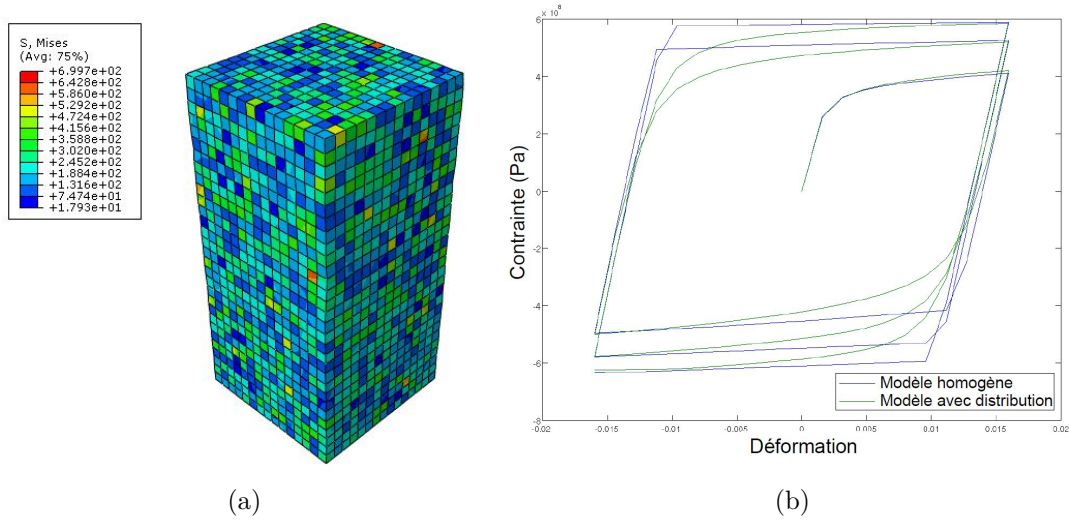 S, Mises
(Avg: 75%)
+6.997e+02
+6.428e+02
+5.860e+02
+5.292e+02
+4.724e+02
+4.156e+02
+3.588e+02
+3.020e+02
+2.452e+02
+1.884e+02
+1.316e+02
+7.474e+01
+1.793e+01
(a)
6 × 10⁸
4
2
0
-2
-4
-6
-8
Contrainte (Pa)
-0.02 -0.015 -0.01 -0.005 0 0.005 0.01 0.015 0.02
Déformation
Modèle homogène
Modèle avec distribution
(b)